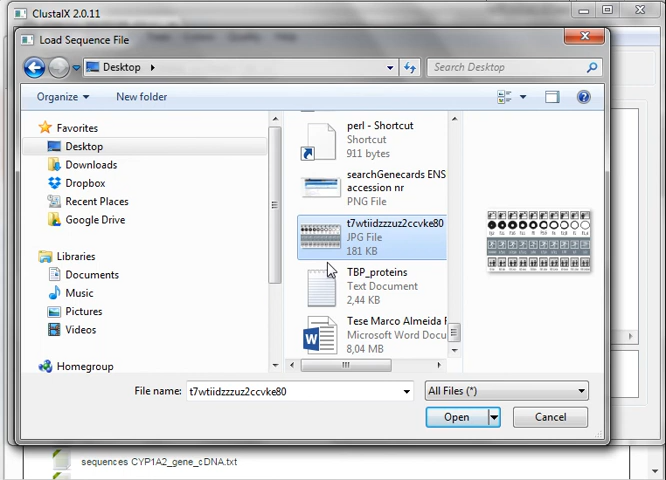 ClustalX 2.0.11
Load Sequence File
Desktop
Search Desktop
Organize
New folder
Favorites
Desktop
Downloads
Dropbox
Recent Places
Google Drive
Libraries
Documents
Music
Pictures
Videos
Homegroup
perl - Shortcut
Shortcut
911 bytes
searchGenecards ENS
accession nr
PNG File
t7wtiidzzzuz2ccvke80
JPG File
181 KB
TBP_proteins
Text Document
2,44 KB
Tese Marco Almeida F
Microsoft Word Docu
8,04 MB
File name:
t7wtiidzzzuz2ccvke80
All Files (*)
Open
Cancel
sequences CYP1A2_gene_cDNA.txt